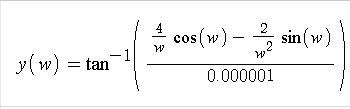 y(w) = tan⁻¹( (4/w cos(w) − 2/w² sin(w)) / 0.000001 )